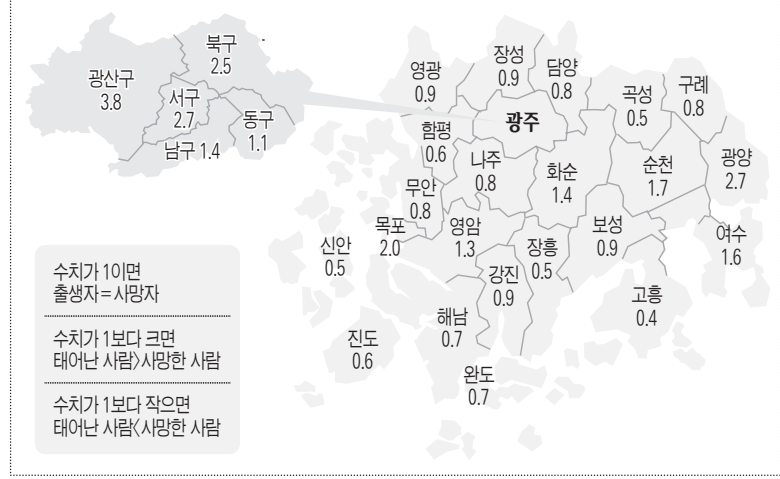 북구
2.5
광산구
3.8
서구
2.7
동구
1.1
남구 1.4
영광
0.9
장성
0.9
담양
0.8
곡성
0.5
구례
0.8
함평
0.6
광주
나주
0.8
화순
1.4
순천
1.7
광양
2.7
무안
0.8
목포
2.0
영암
1.3
장흥
0.5
보성
0.9
여수
1.6
신안
0.5
강진
0.9
고흥
0.4
해남
0.7
진도
0.6
완도
0.7
수치가 1이면
출생자=사망자
수치가 1보다 크면
태어난 사람〉사망한 사람
수치가 1보다 작으면
태어난 사람〈사망한 사람